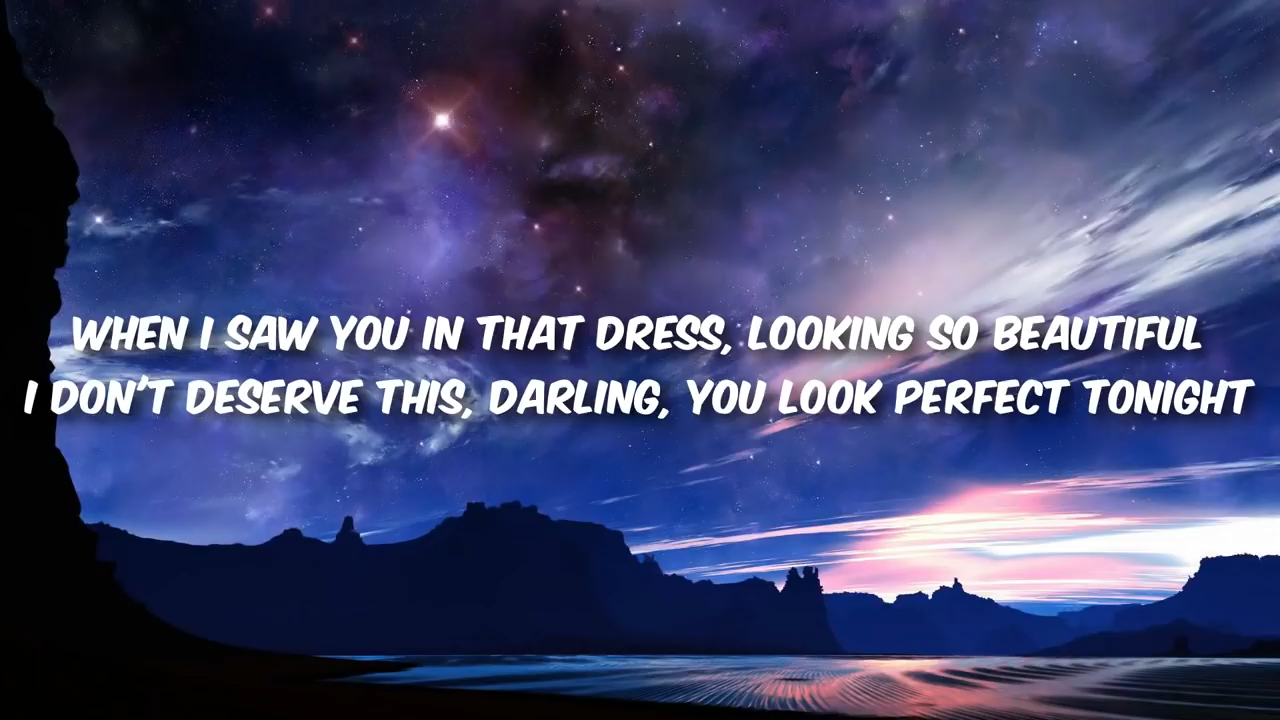 WHEN I SAW YOU IN THAT DRESS, LOOKING SO BEAUTIFUL
I DON'T DESERVE THIS, DARLING, YOU LOOK PERFECT TONIGHT